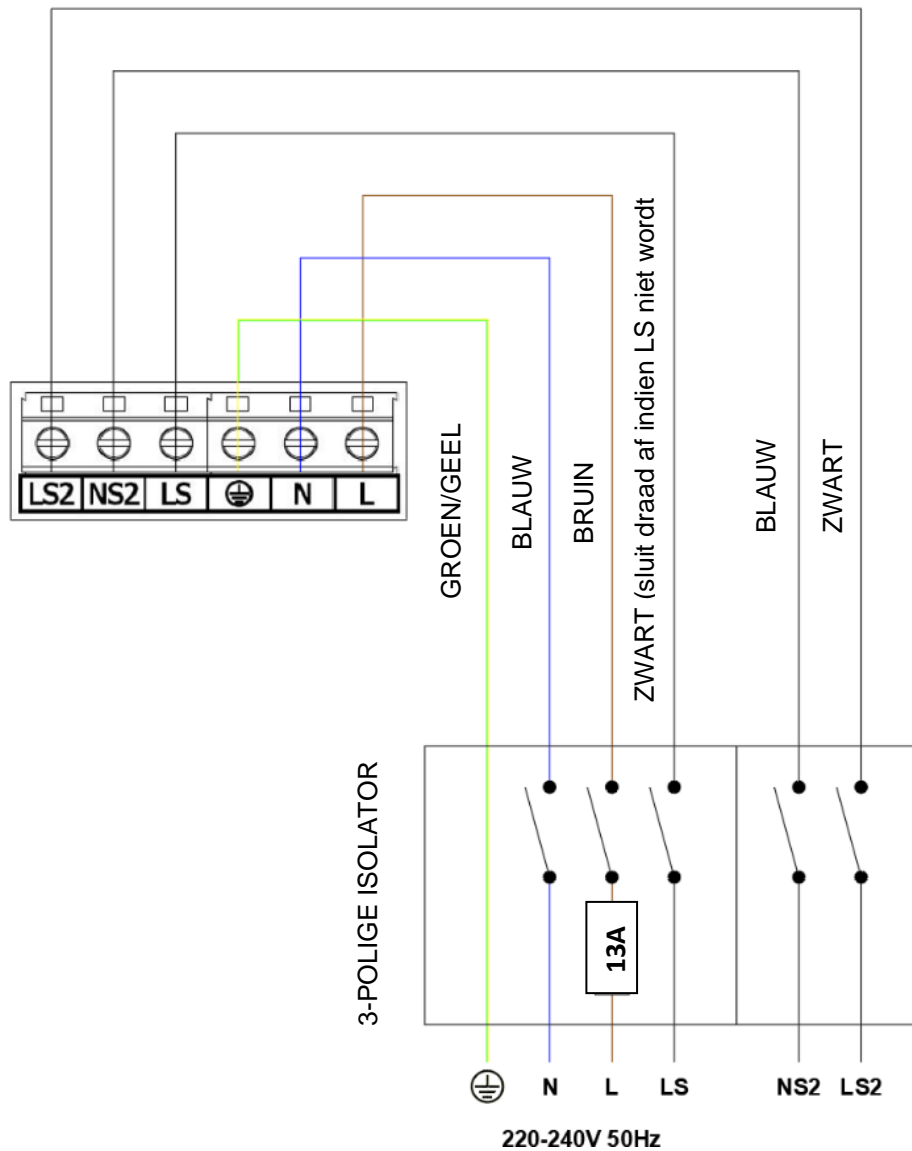 LS2 NS2 LS N L
GROEN/GEEL
BLAUW
BRUIN
ZWART (sluit draad af indien LS niet wordt
BLAUW
ZWART
3-POLIGE ISOLATOR
13A
N L LS NS2 LS2
220-240V 50Hz